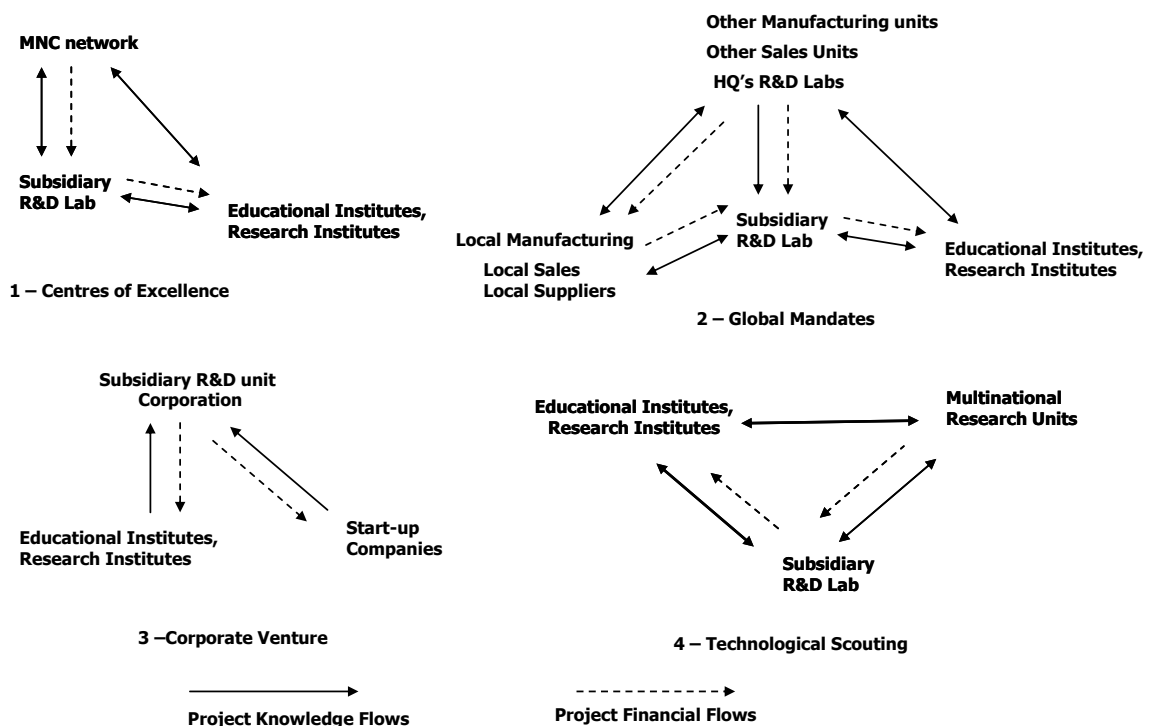 MNC network
Subsidiary
R&D Lab
Educational Institutes,
Research Institutes
1 – Centres of Excellence
Other Manufacturing units
Other Sales Units
HQ's R&D Labs
Local Manufacturing
Local Sales
Local Suppliers
Subsidiary
R&D Lab
Educational Institutes,
Research Institutes
2 – Global Mandates
Subsidiary R&D unit
Corporation
Educational Institutes,
Research Institutes
Start-up
Companies
3 –Corporate Venture
Educational Institutes,
Research Institutes
Multinational
Research Units
Subsidiary
R&D Lab
4 – Technological Scouting
Project Knowledge Flows
Project Financial Flows